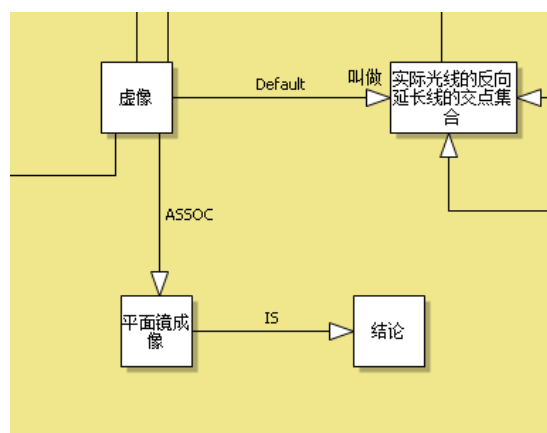 虚像
Default
叫做
实际光线的反向
延长线的交点集
合
ASSOC
平面镜成
像
IS
结论